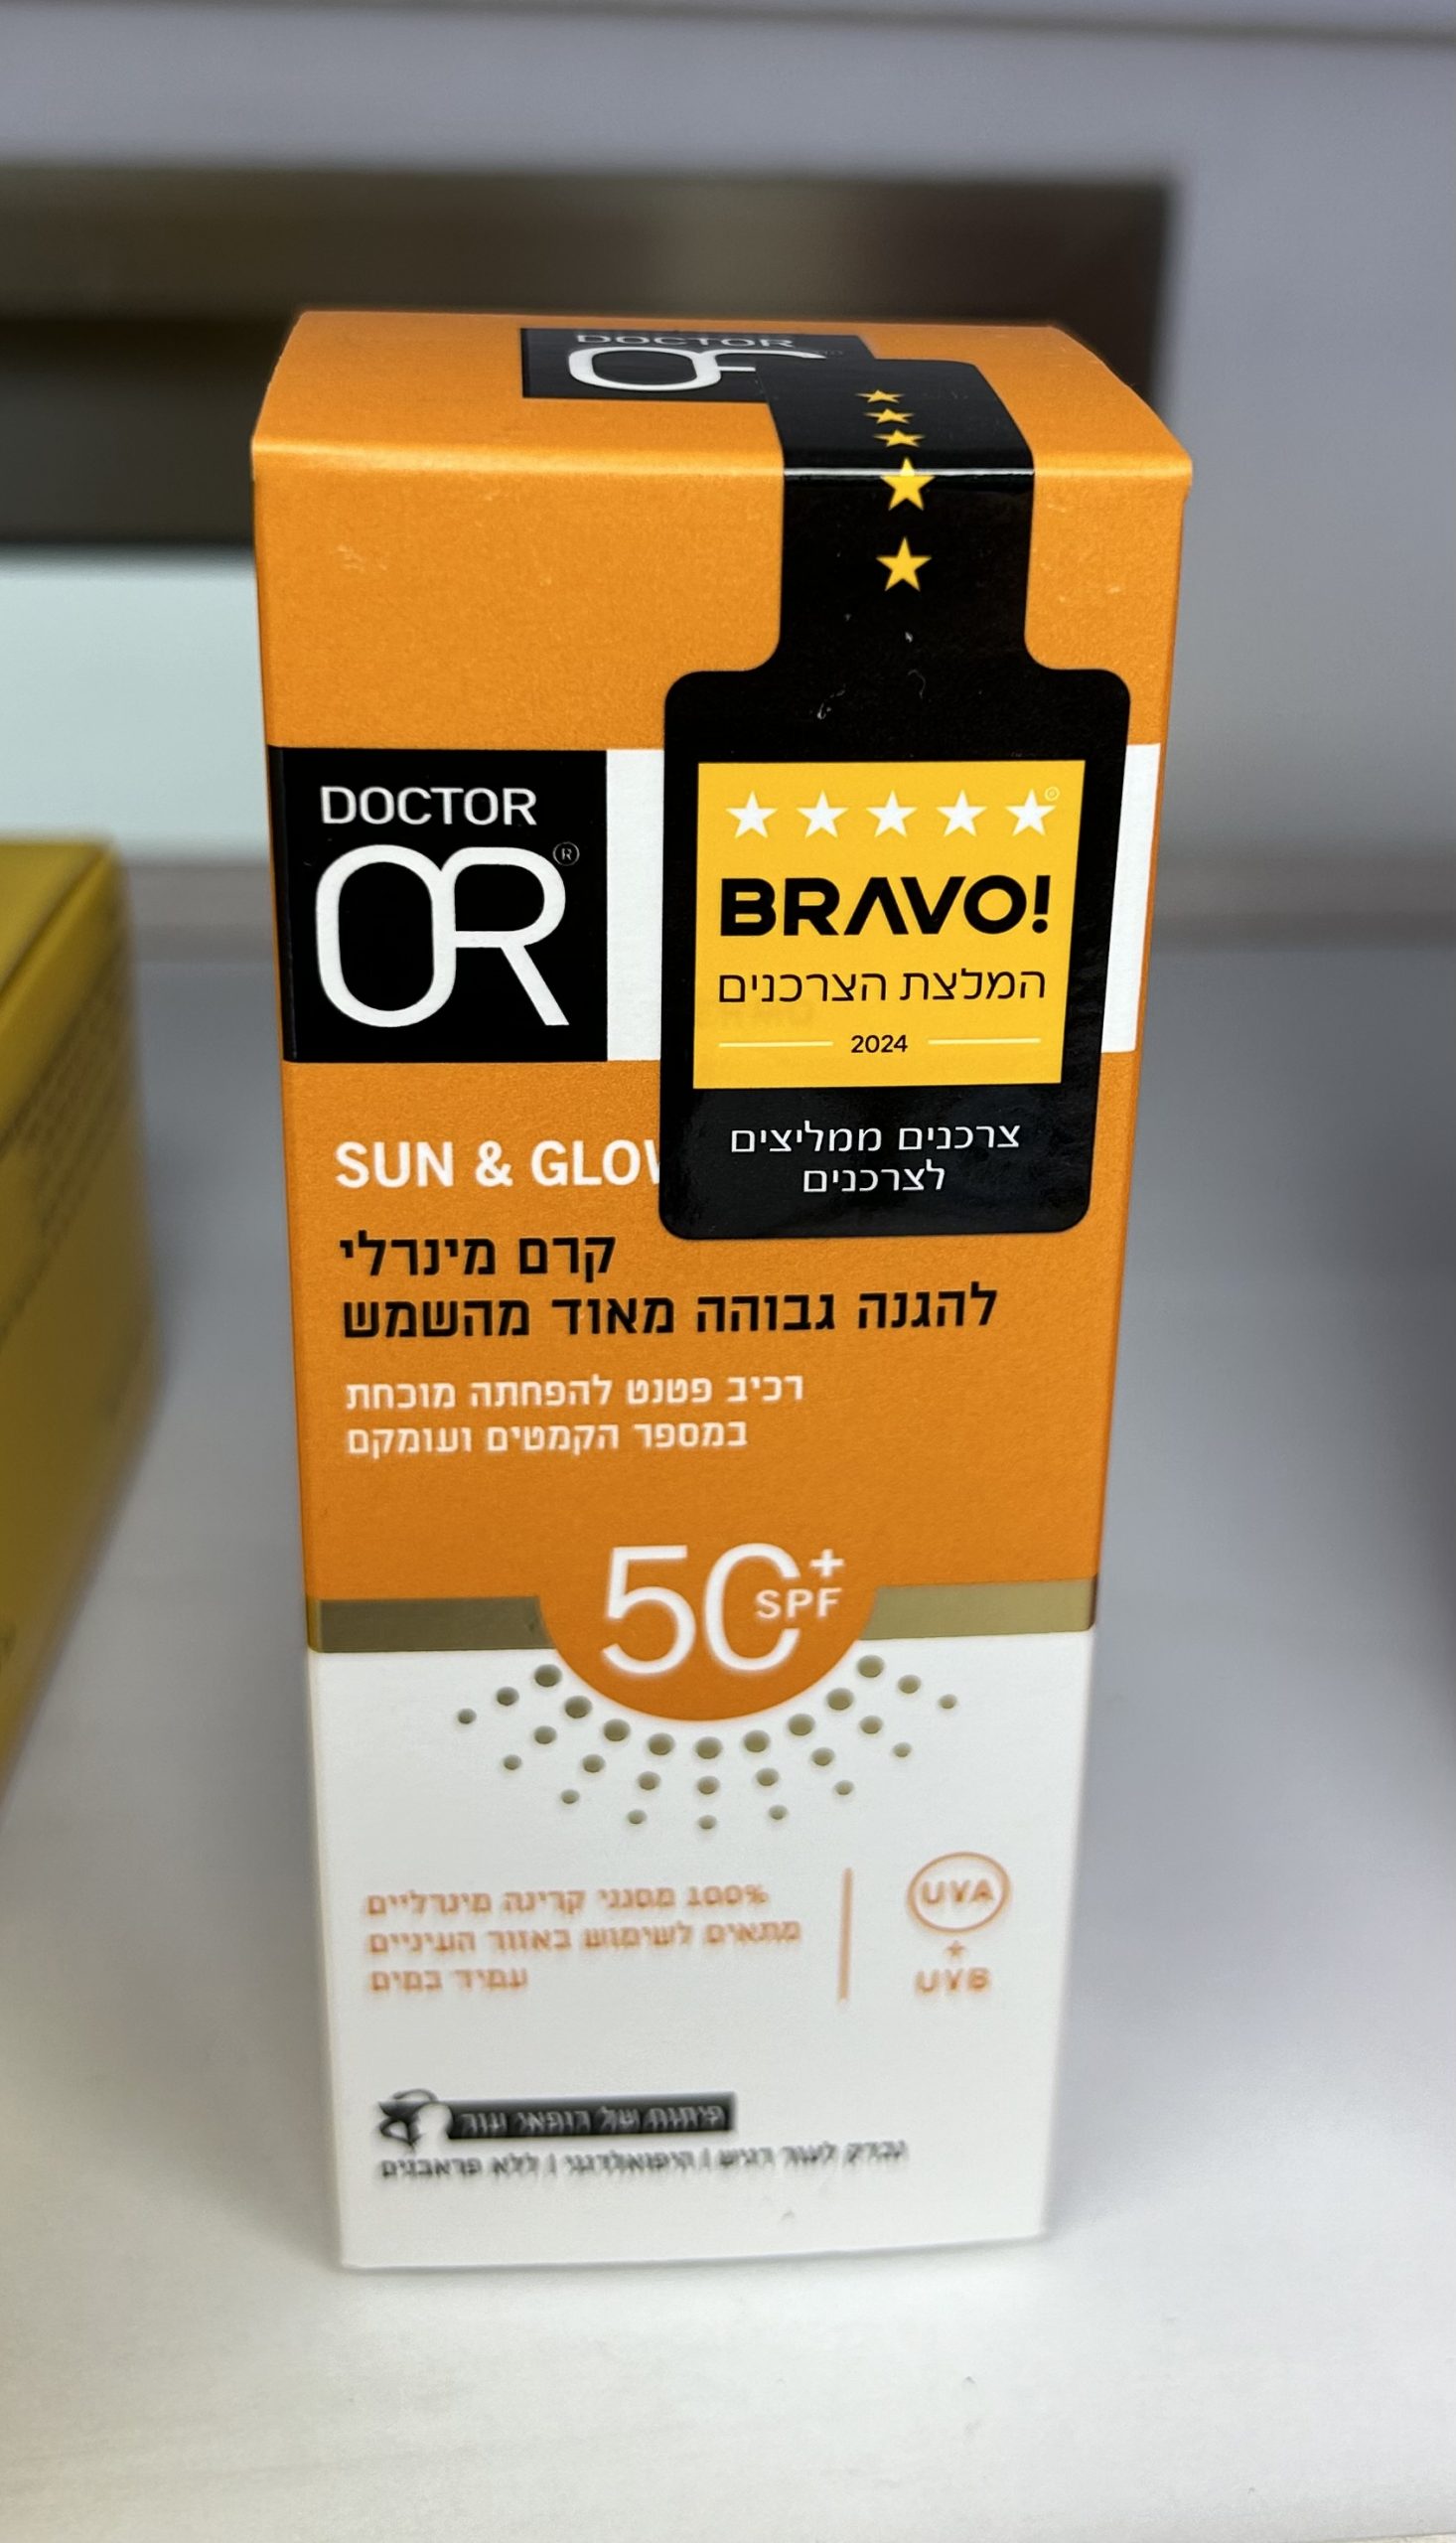 DOCTOR
OR
DOCTOR
OR®
BRAVO!
המלצת הצרכנים
2024
צרכנים ממליצים
לצרכנים
SUN & GLOW
קרם מינרלי
להגנה גבוהה מאוד מהשמש
רכיב פטנט להפחתה מוכחת
במספר הקמטים ועומקם
50+
SPF
100% מסנני קרינה מינרליים
מתאים לשימוש באזור העיניים
עמיד במים
UVA
+
UVB
פיתוח של רופאי עור
נבדק לעור רגיש | היפואלרגני | ללא פראבנים